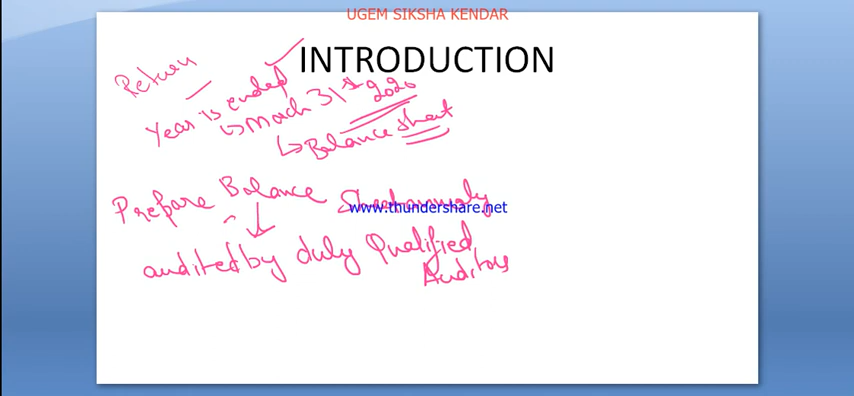 UGEM SIKSHA KENDAR
INTRODUCTION
Return
Year is ended
↳ March 31st 2020
↳ Balance sheet
Prepare Balance Sheet annualy
www.thundershare.net
audited by duly Qualified
Auditors